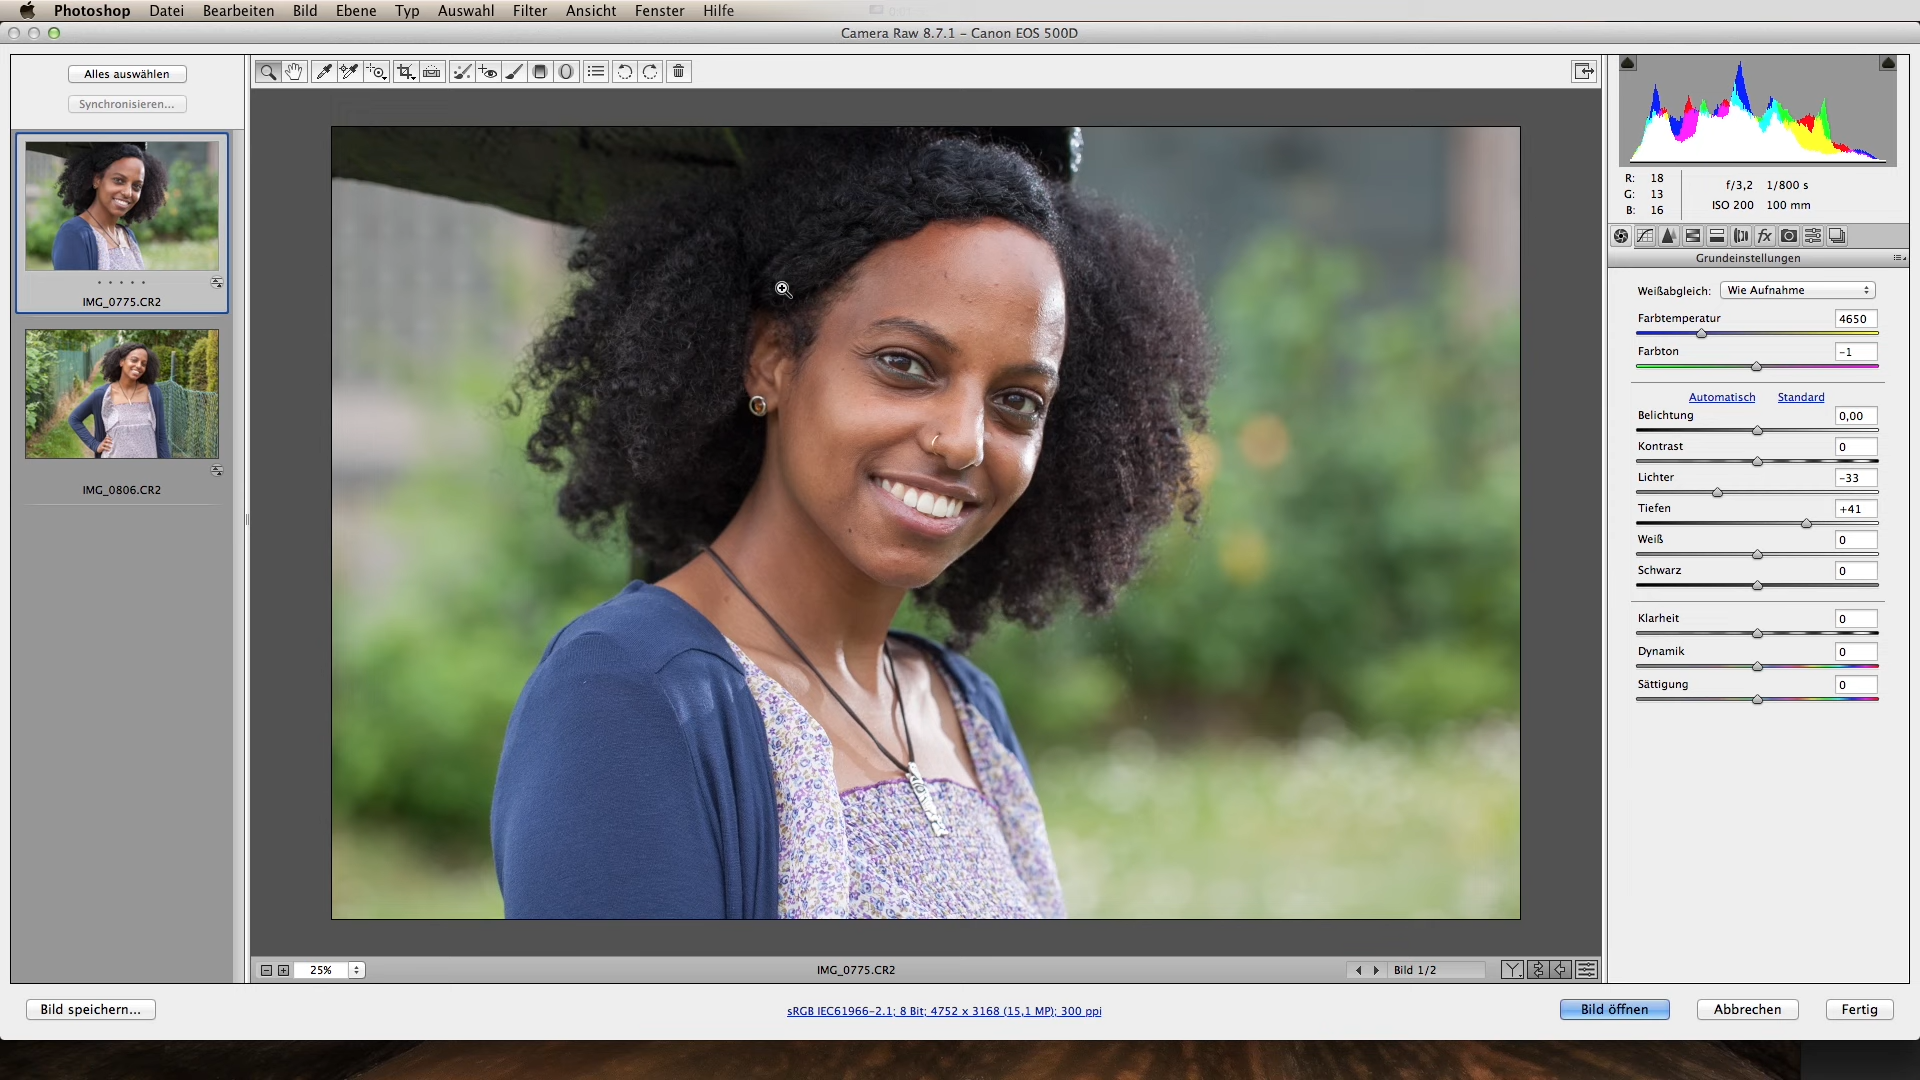 Photoshop Datei Bearbeiten Bild Ebene Typ Auswahl Filter Ansicht Fenster Hilfe
Camera Raw 8.7.1 – Canon EOS 500D
Alles auswählen
Synchronisieren...
IMG_0775.CR2
IMG_0806.CR2
R: 18
G: 13
B: 16
f/3,2 1/800 s
ISO 200 100 mm
fx
Grundeinstellungen
Weißabgleich: Wie Aufnahme
Farbtemperatur 4650
Farbton -1
Automatisch Standard
Belichtung 0,00
Kontrast 0
Lichter -33
Tiefen +41
Weiß 0
Schwarz 0
Klarheit 0
Dynamik 0
Sättigung 0
25% IMG_0775.CR2 Bild 1/2
Y
Bild speichern... sRGB IEC61966-2.1; 8 Bit; 4752 x 3168 (15,1 MP); 300 ppi Bild öffnen Abbrechen Fertig